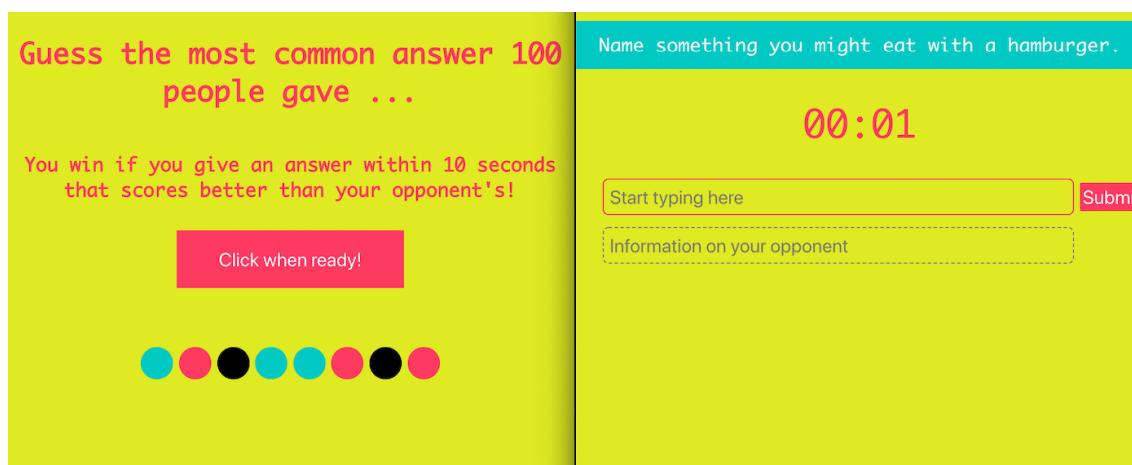 Guess the most common answer 100
people gave ...
You win if you give an answer within 10 seconds
that scores better than your opponent's!
Click when ready!
Name something you might eat with a hamburger.
00:01
Start typing here
Submi
Information on your opponent